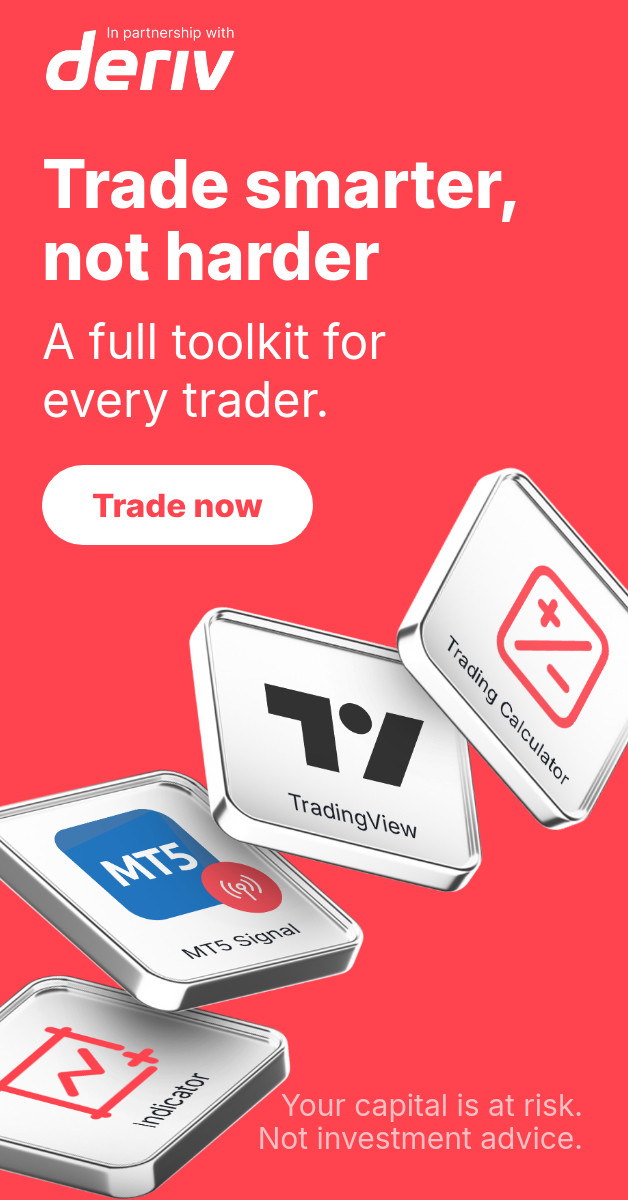 In partnership with
deriv
Trade smarter,
not harder
A full toolkit for
every trader.
Trade now
Trading Calculator
TradingView
MT5
MT5 Signal
Indicator
Your capital is at risk.
Not investment advice.